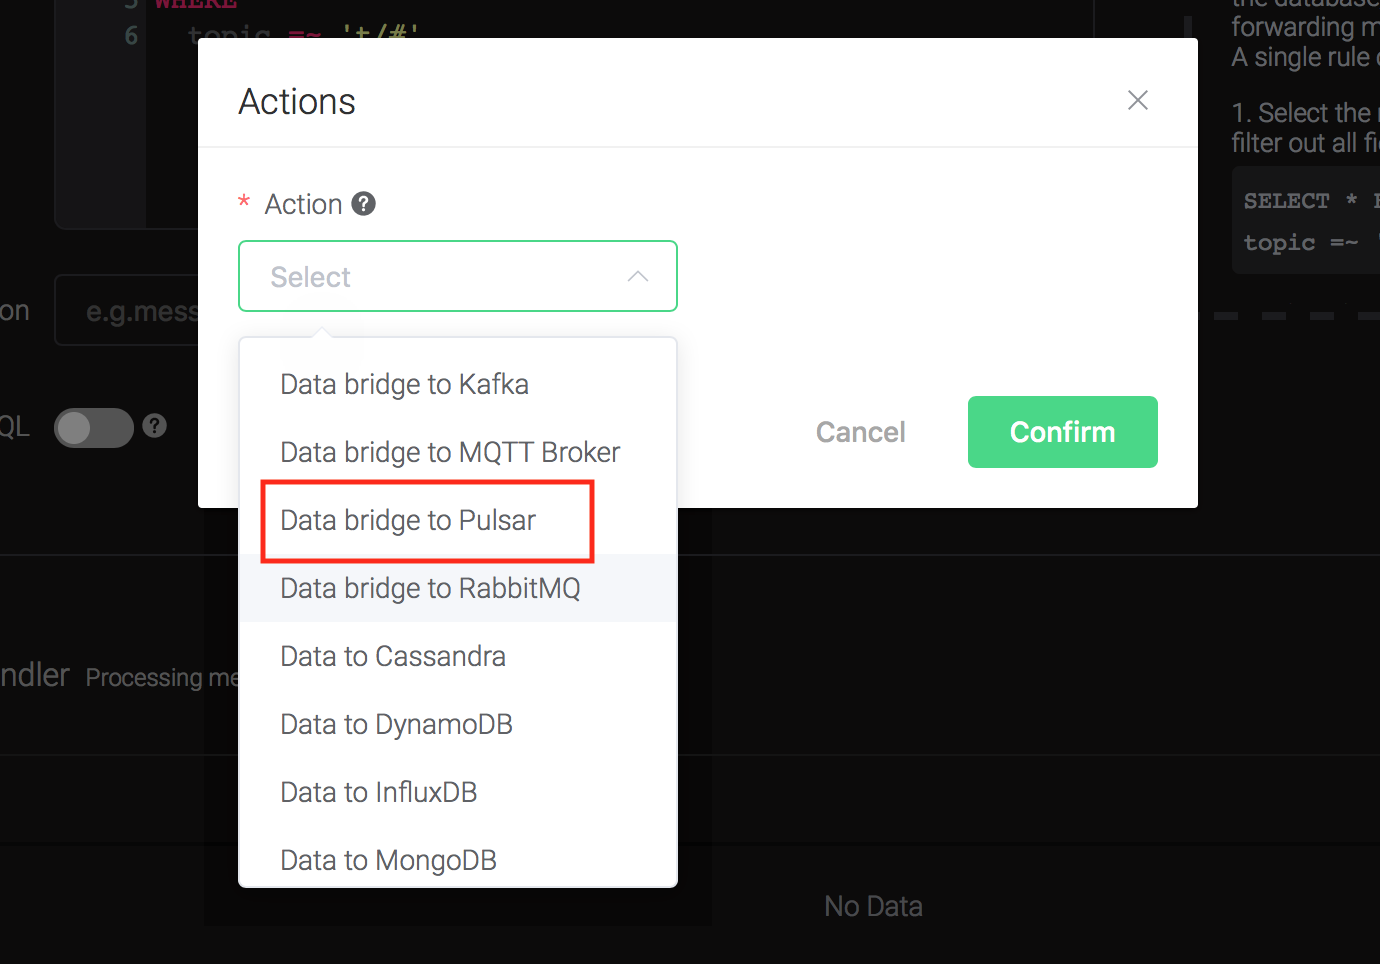 5 WHERE
6 topic =~ 't/#'
Actions
* Action ?
Select
Data bridge to Kafka
Data bridge to MQTT Broker
Data bridge to Pulsar
Data bridge to RabbitMQ
Data to Cassandra
Data to DynamoDB
Data to InfluxDB
Data to MongoDB
Cancel
Confirm
on
e.g.mess
QL
?
ndler Processing me
No Data
the database
forwarding m
A single rule
1. Select the
filter out all fi
SELECT *
topic =~